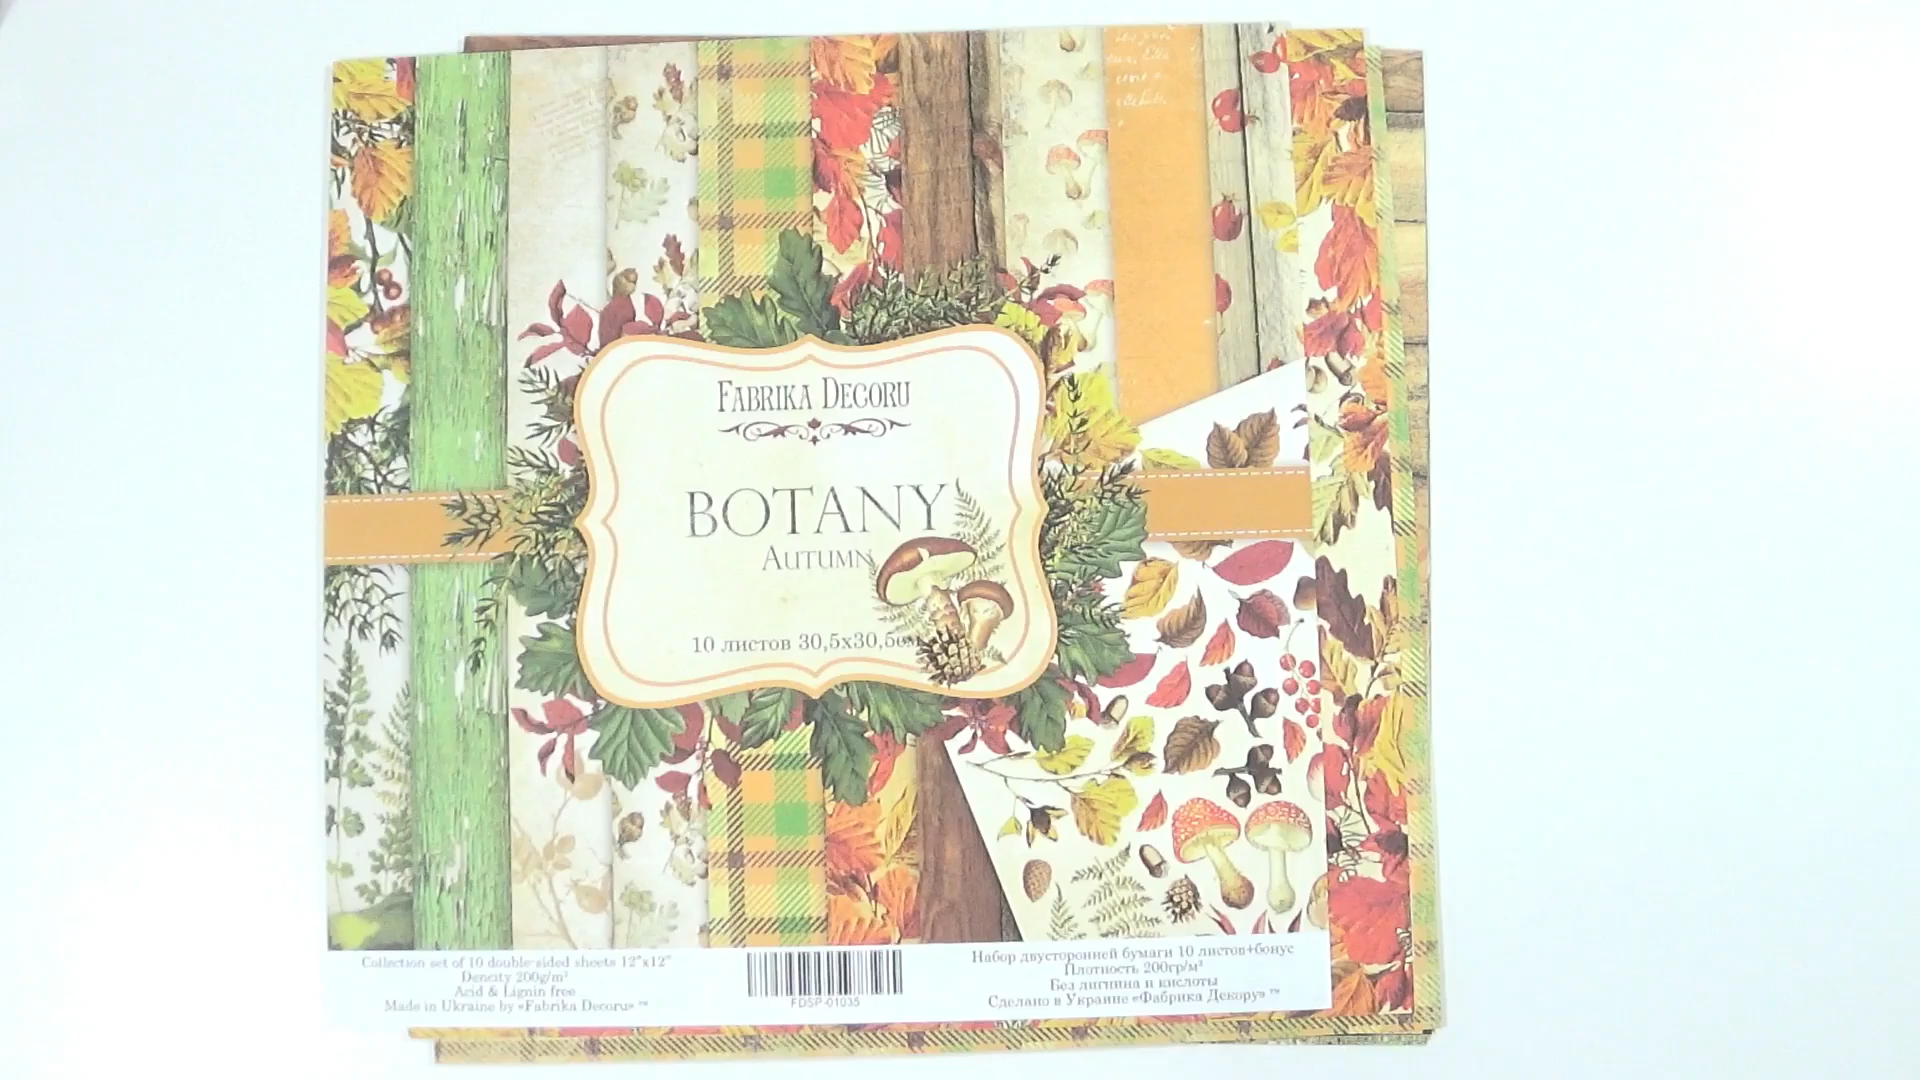 FABRIKA DECORU
BOTANY
AUTUMN
10 листов 30,5х30,5см
Collection set of 10 double-sided sheets 12"x12"
Dencity 200g/m²
Acid & Lignin free
Made in Ukraine by «Fabrika Decoru» ™
FDSP-01035
Набор двусторонней бумаги 10 листов+бонус
Плотность 200гр/м²
Без лигнина и кислоты
Сделано в Украине «Фабрика Декору» ™